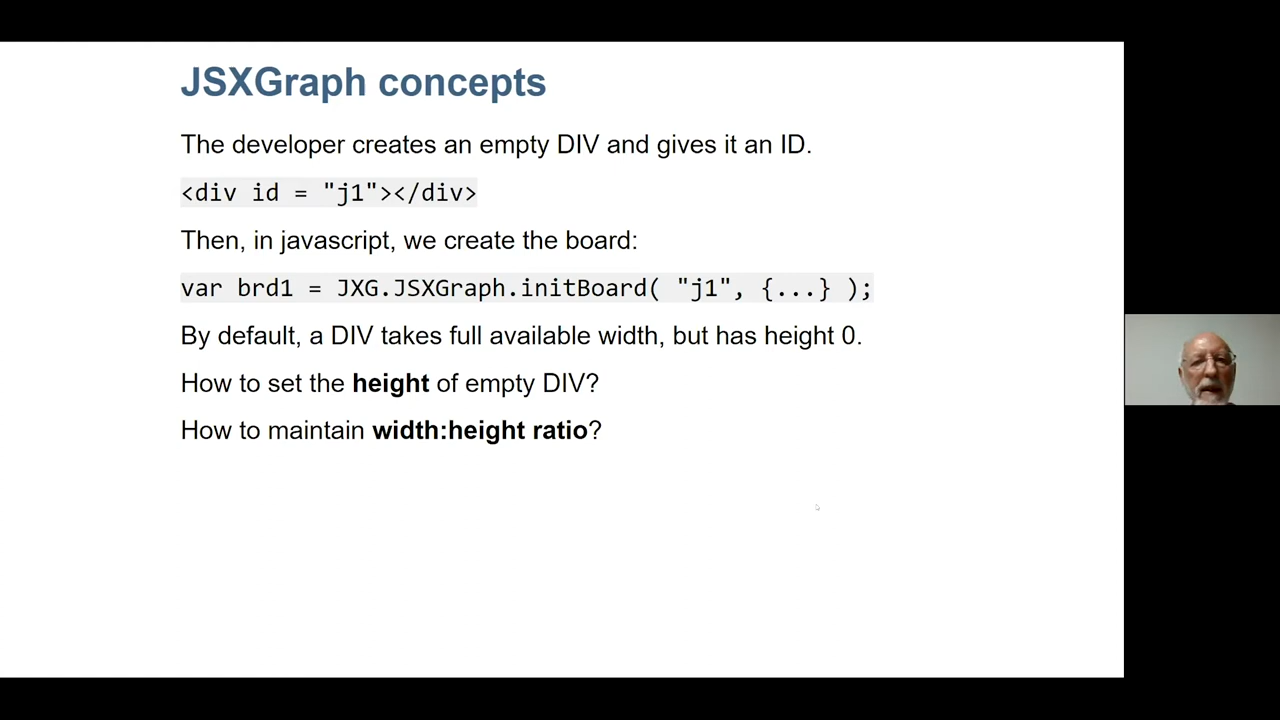 JSXGraph concepts
The developer creates an empty DIV and gives it an ID.
<div id = "j1"></div>
Then, in javascript, we create the board:
var brd1 = JXG.JSXGraph.initBoard( "j1", {...} );
By default, a DIV takes full available width, but has height 0.
How to set the height of empty DIV?
How to maintain width:height ratio?